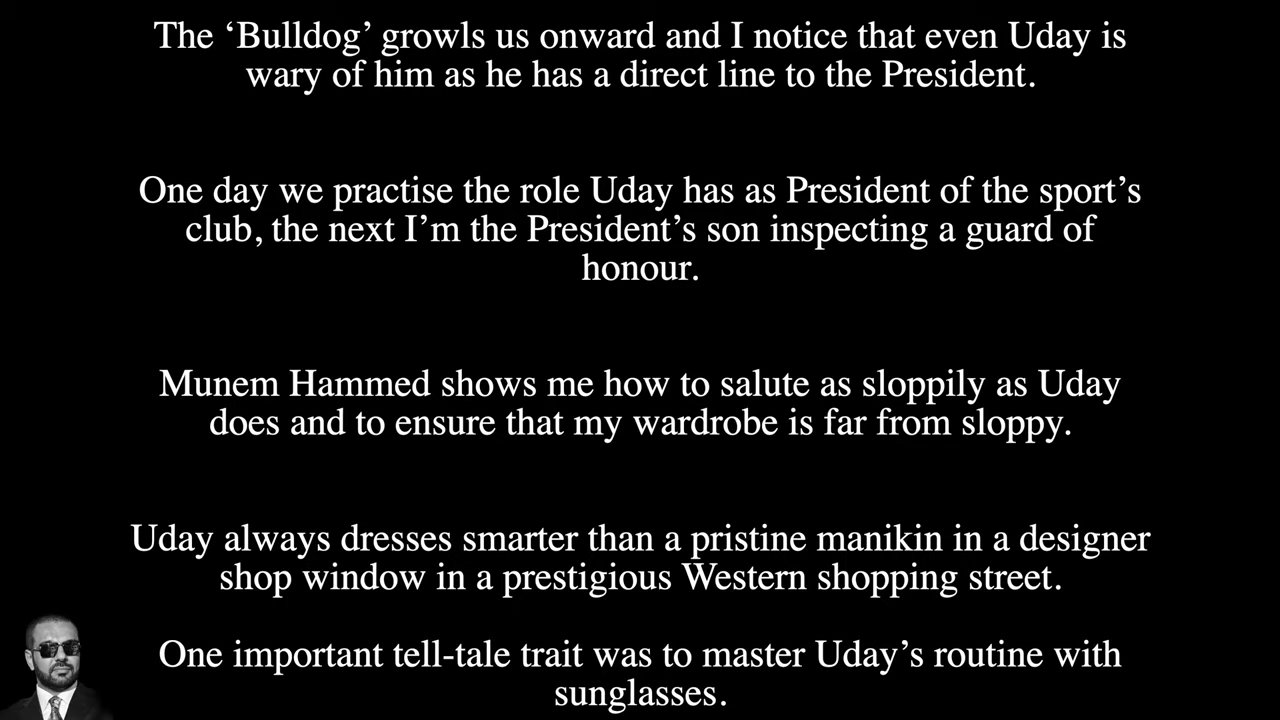 The ‘Bulldog’ growls us onward and I notice that even Uday is
wary of him as he has a direct line to the President.
One day we practise the role Uday has as President of the sport’s
club, the next I’m the President’s son inspecting a guard of
honour.
Munem Hammed shows me how to salute as sloppily as Uday
does and to ensure that my wardrobe is far from sloppy.
Uday always dresses smarter than a pristine manikin in a designer
shop window in a prestigious Western shopping street.
One important tell-tale trait was to master Uday’s routine with
sunglasses.